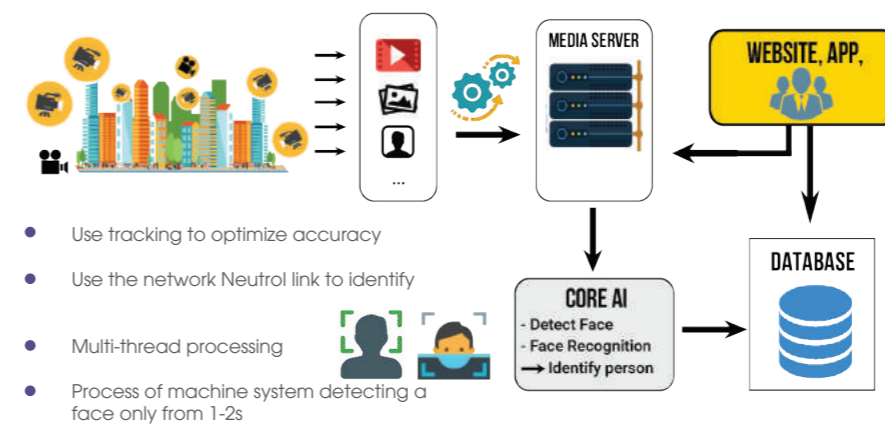 MEDIA SERVER
WEBSITE, APP,
...
Use tracking to optimize accuracy
Use the network Neutrol link to identify
Multi-thread processing
Process of machine system detecting a
face only from 1-2s
CORE AI
- Detect Face
- Face Recognition
→ Identify person
DATABASE